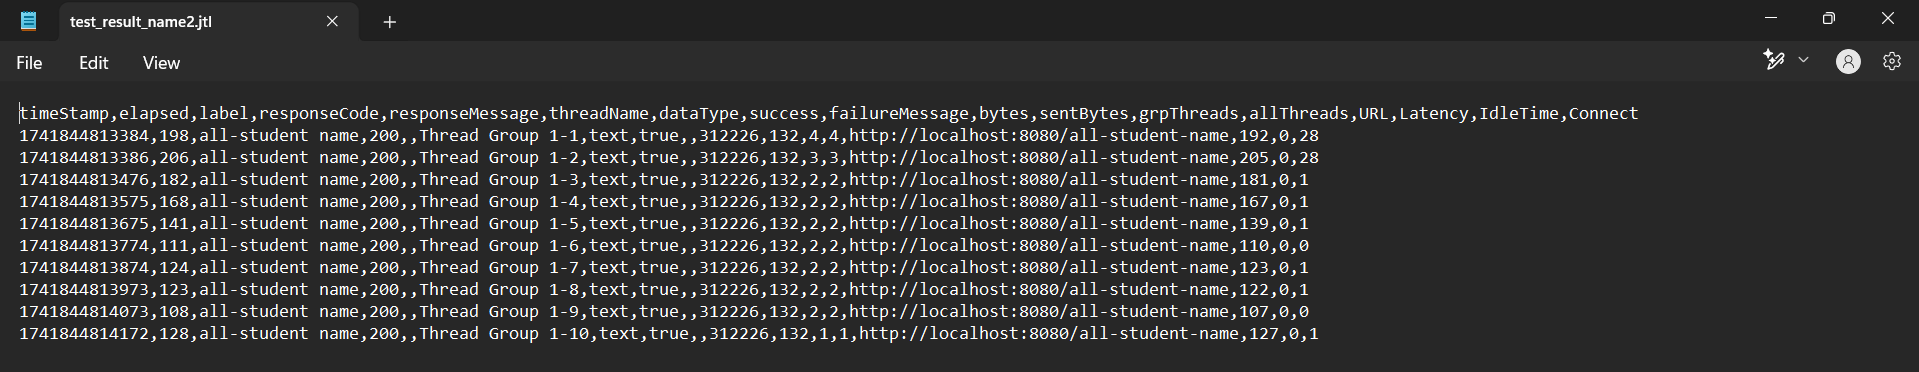 test_result_name2.jtl
File Edit View
timeStamp,elapsed,label,responseCode,responseMessage,threadName,dataType,success,failureMessage,bytes,sentBytes,grpThreads,allThreads,URL,Latency,IdleTime,Connect
1741844813384,198,all-student name,200,,Thread Group 1-1,text,true,,312226,132,4,4,http://localhost:8080/all-student-name,192,0,28
1741844813386,206,all-student name,200,,Thread Group 1-2,text,true,,312226,132,3,3,http://localhost:8080/all-student-name,205,0,28
1741844813476,182,all-student name,200,,Thread Group 1-3,text,true,,312226,132,2,2,http://localhost:8080/all-student-name,181,0,1
1741844813575,168,all-student name,200,,Thread Group 1-4,text,true,,312226,132,2,2,http://localhost:8080/all-student-name,167,0,1
1741844813675,141,all-student name,200,,Thread Group 1-5,text,true,,312226,132,2,2,http://localhost:8080/all-student-name,139,0,1
1741844813774,111,all-student name,200,,Thread Group 1-6,text,true,,312226,132,2,2,http://localhost:8080/all-student-name,110,0,0
1741844813874,124,all-student name,200,,Thread Group 1-7,text,true,,312226,132,2,2,http://localhost:8080/all-student-name,123,0,1
1741844813973,123,all-student name,200,,Thread Group 1-8,text,true,,312226,132,2,2,http://localhost:8080/all-student-name,122,0,1
1741844814073,108,all-student name,200,,Thread Group 1-9,text,true,,312226,132,2,2,http://localhost:8080/all-student-name,107,0,0
1741844814172,128,all-student name,200,,Thread Group 1-10,text,true,,312226,132,1,1,http://localhost:8080/all-student-name,127,0,1